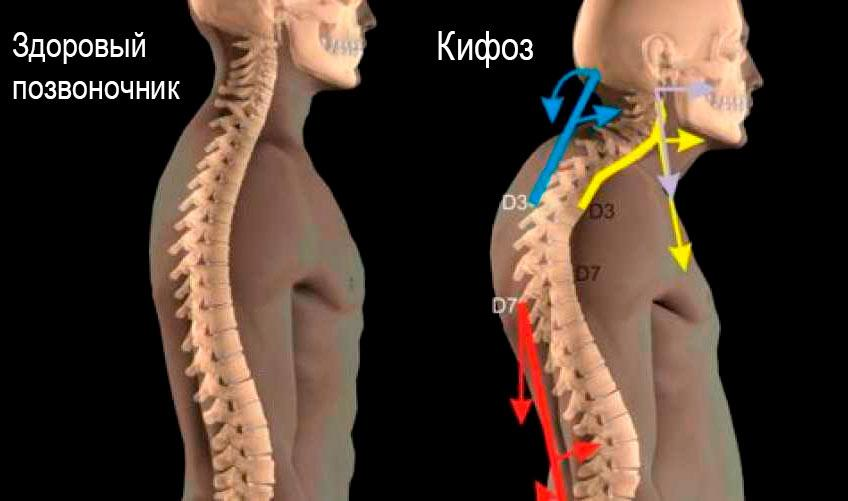 Здоровый
позвоночник
Кифоз
D3
D3
D7
D7